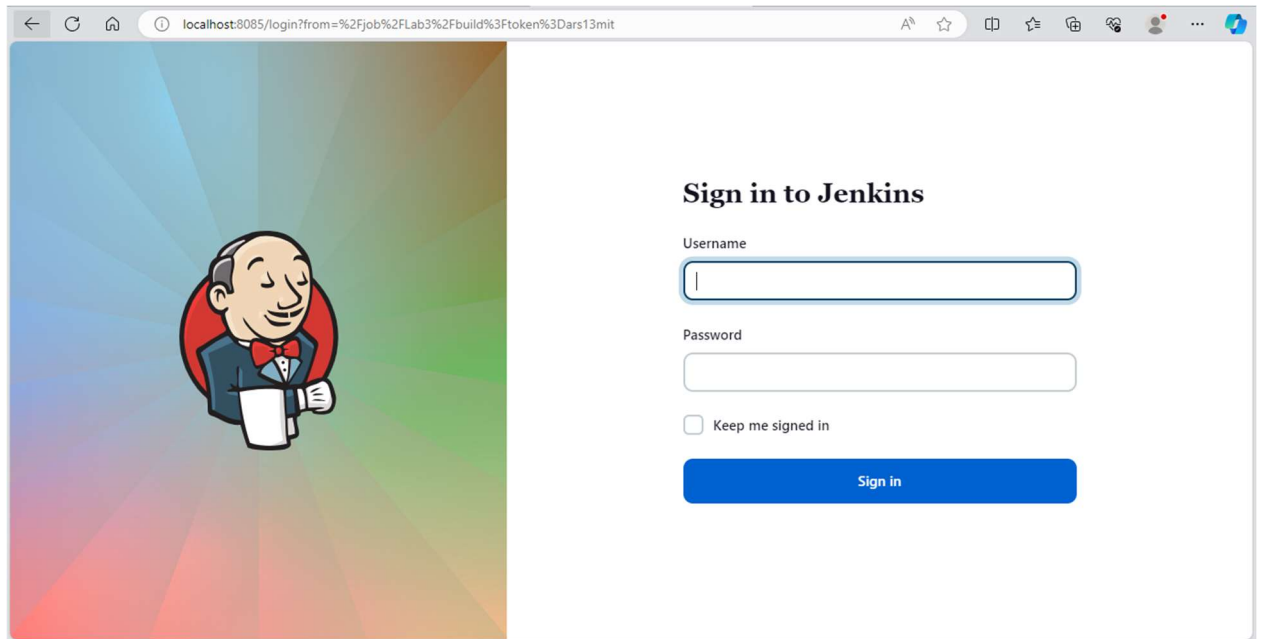 localhost:8085/login?from=%2Fjob%2FLab3%2Fbuild%3Ftoken%3Dars13mit
Sign in to Jenkins
Username
Password
Keep me signed in
Sign in